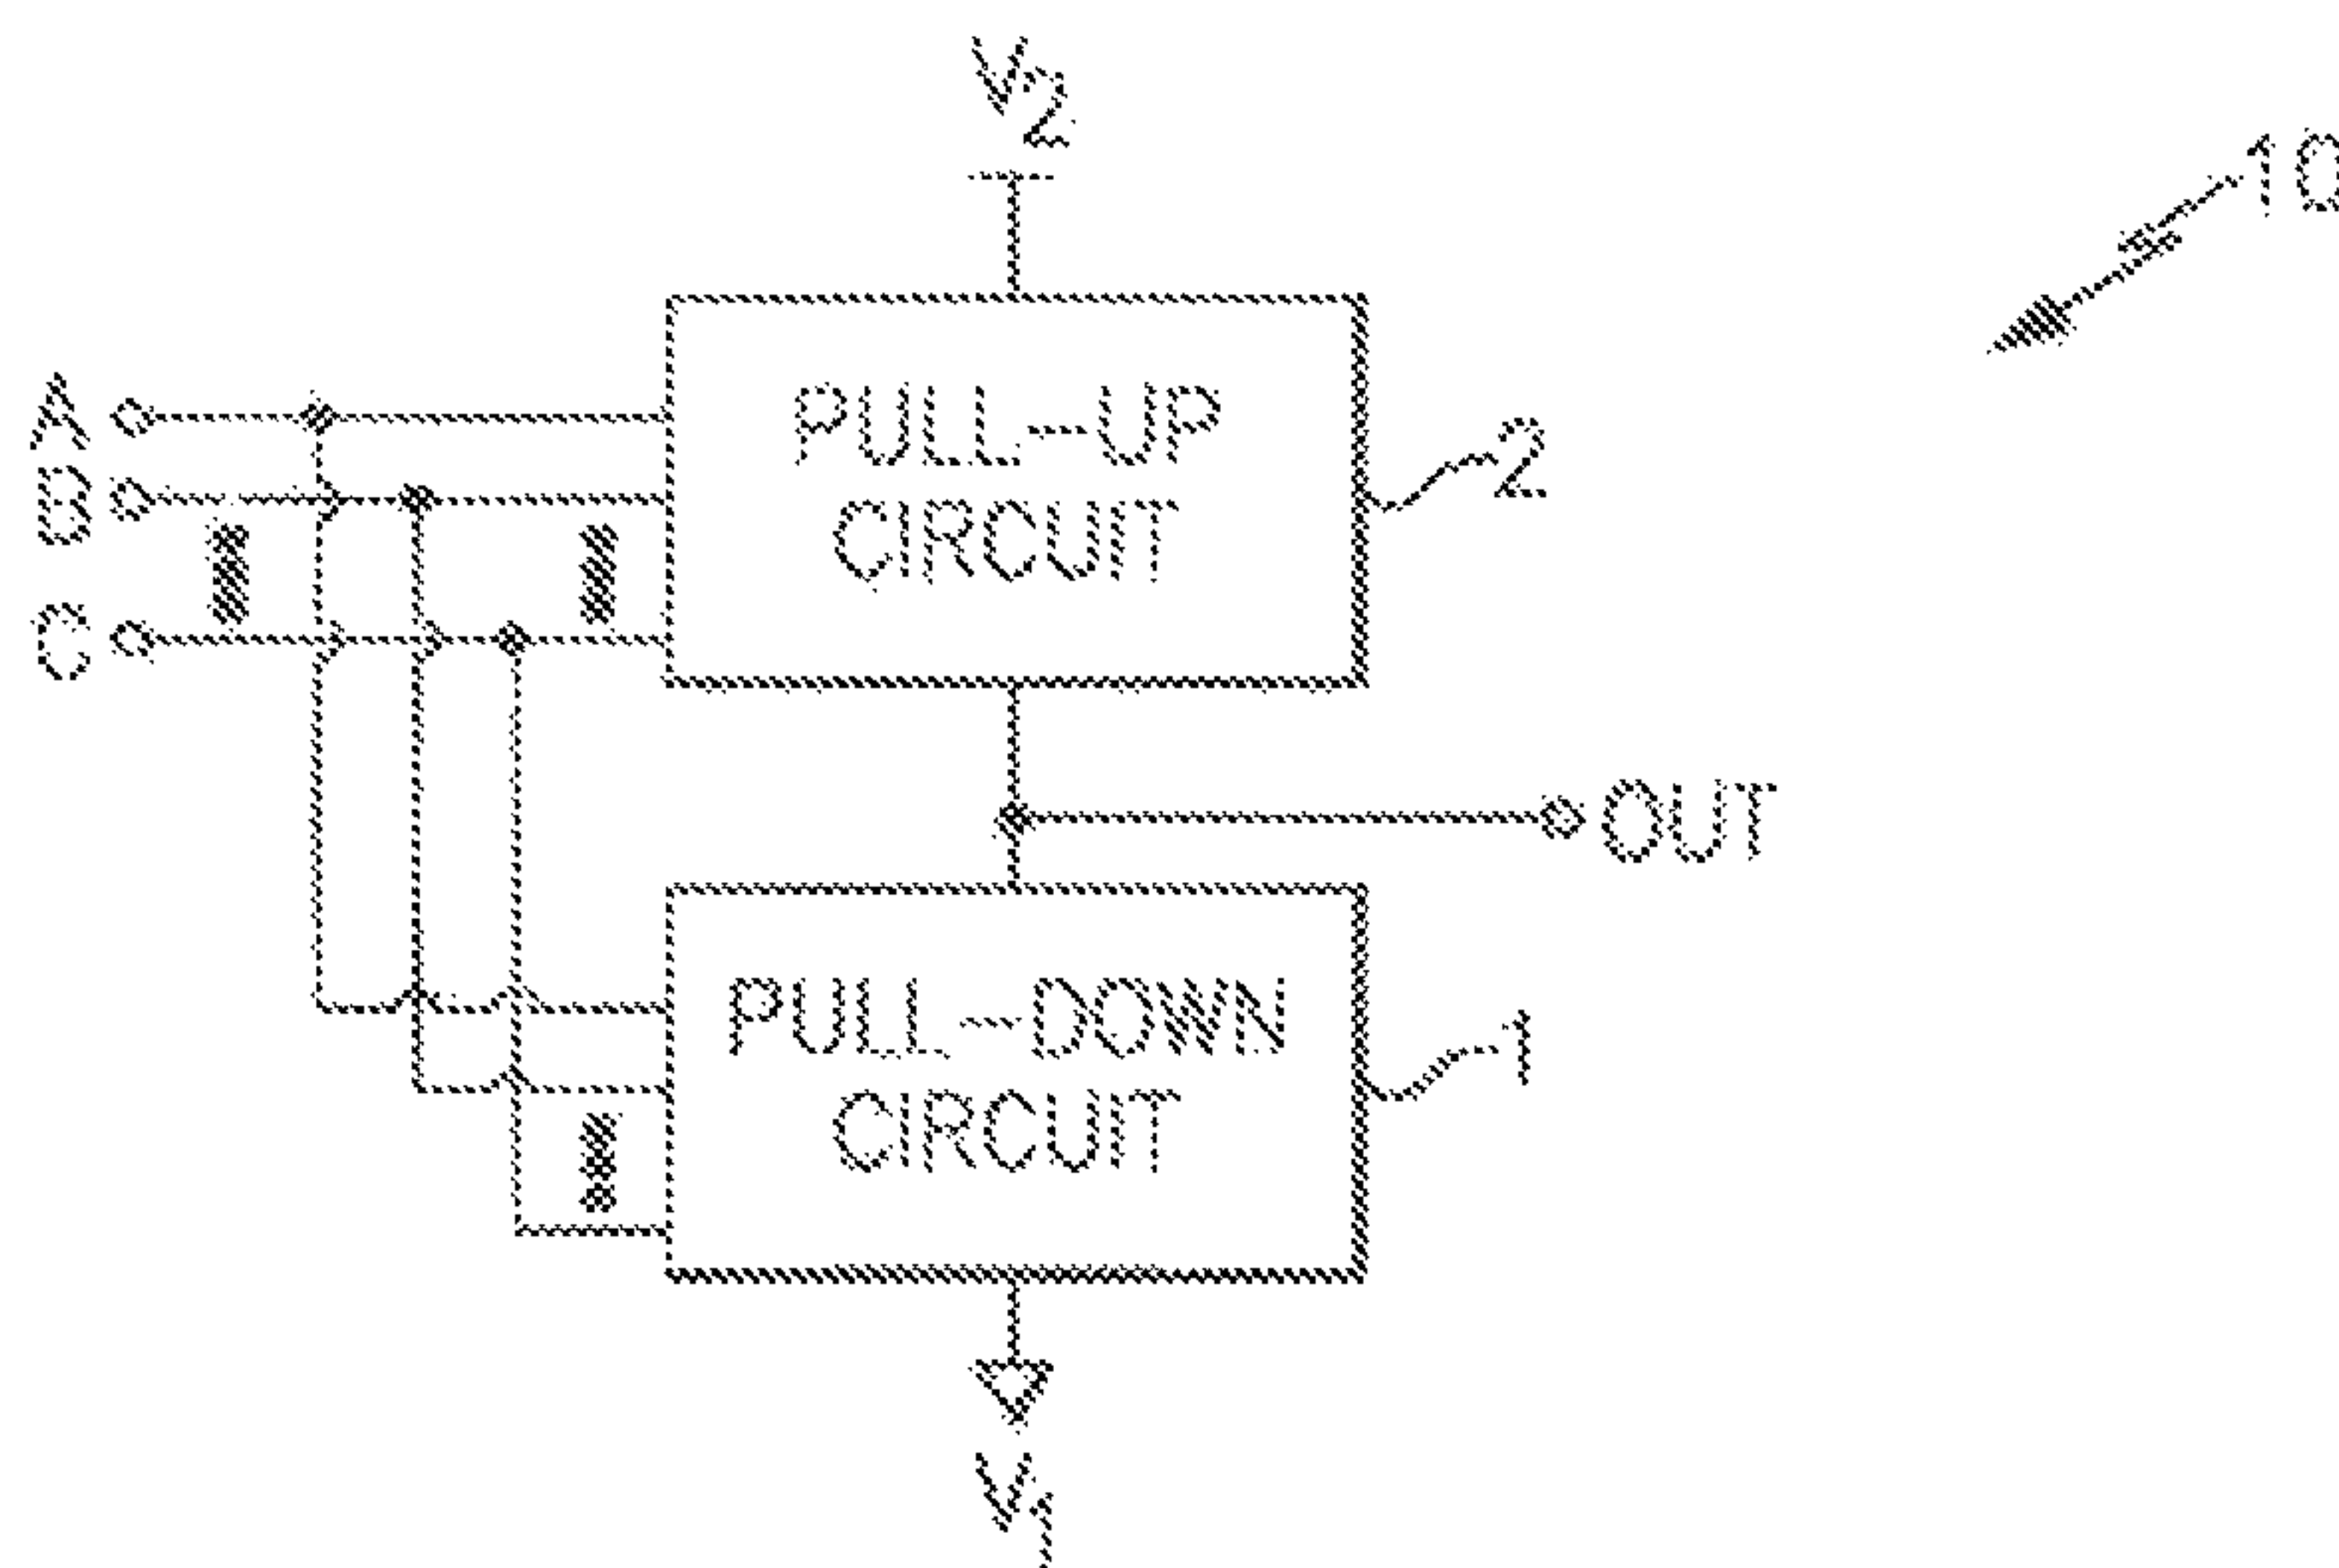 V2
10
A
PULL-UP
2
B
CIRCUIT
C
OUT
PULL-DOWN
1
CIRCUIT
V1